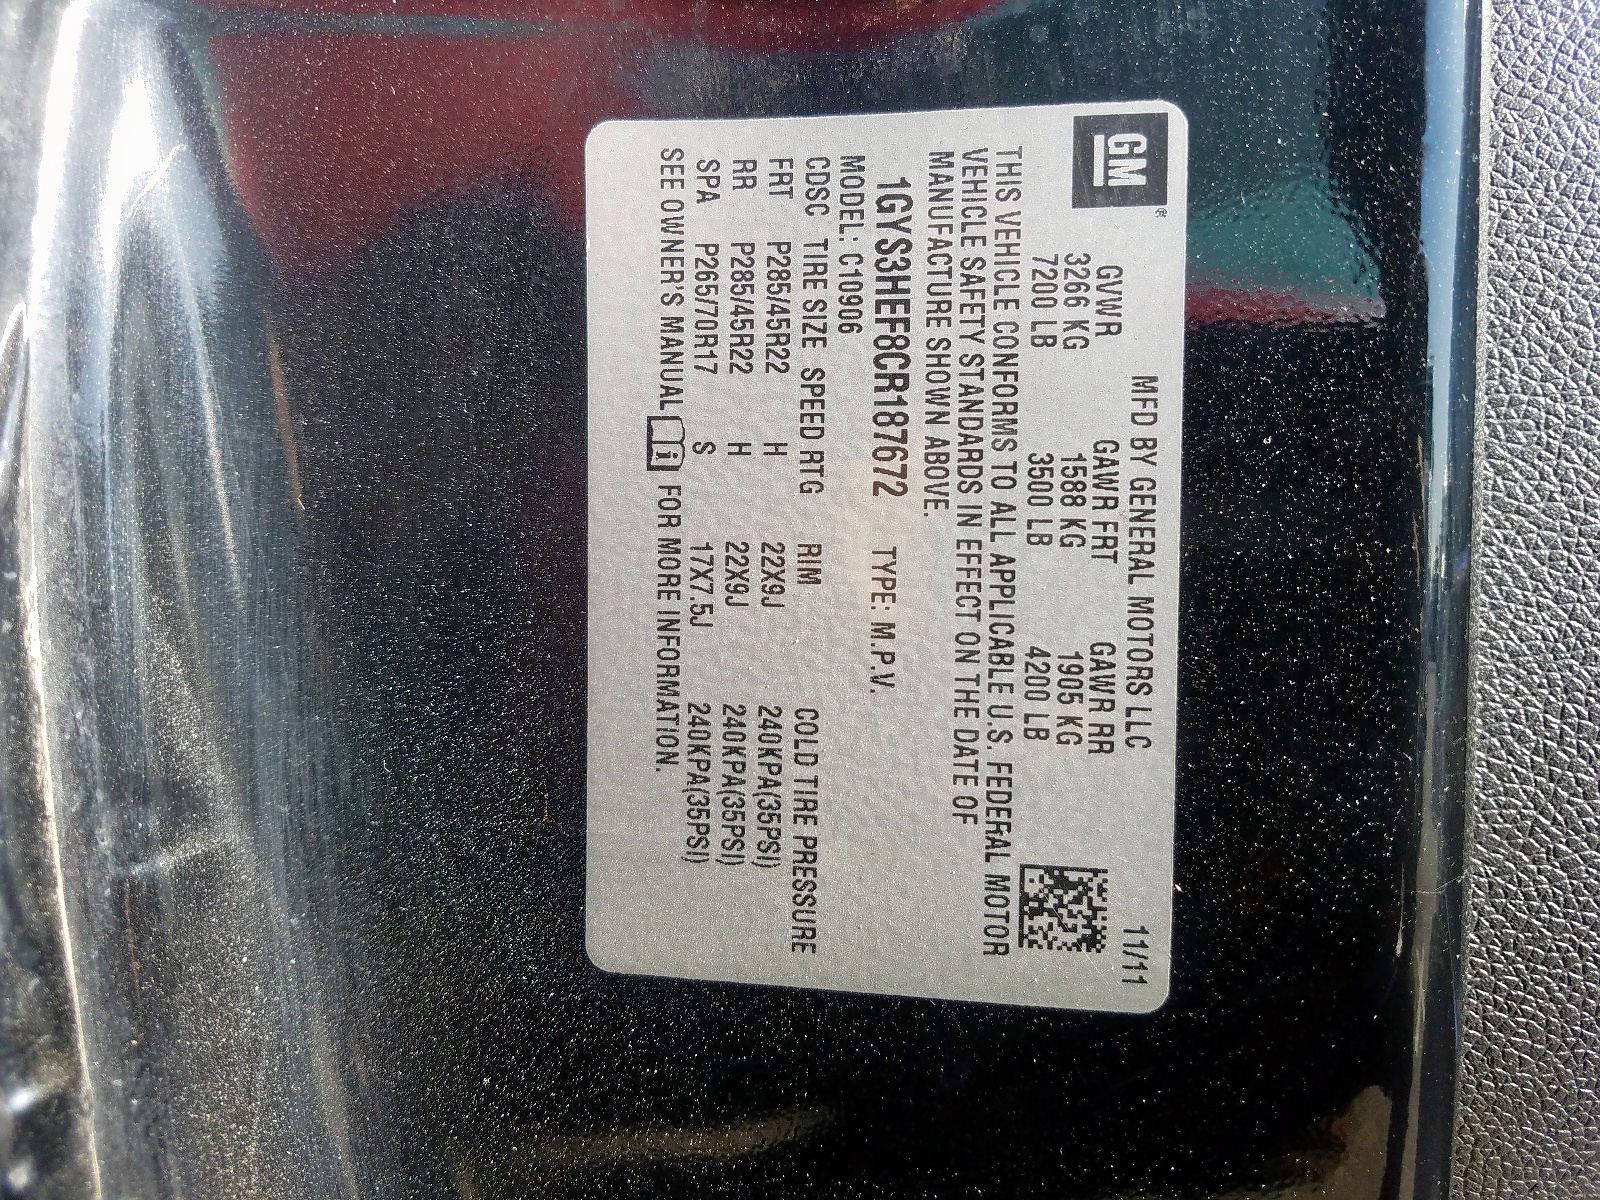 GM
MFD BY GENERAL MOTORS LLC 11/11
GVWR GAWR FRT GAWR RR
3266 KG 1588 KG 1905 KG
7200 LB 3500 LB 4200 LB
THIS VEHICLE CONFORMS TO ALL APPLICABLE U.S. FEDERAL MOTOR
VEHICLE SAFETY STANDARDS IN EFFECT ON THE DATE OF
MANUFACTURE SHOWN ABOVE.
1GYS3HEF8CR187672 TYPE: M.P.V.
MODEL: C10906
CDSC TIRE SIZE SPEED RTG RIM COLD TIRE PRESSURE
FRT P285/45R22 H 22X9J 240KPA(35PSI)
RR P285/45R22 H 22X9J 240KPA(35PSI)
SPA P265/70R17 S 17X7.5J 240KPA(35PSI)
SEE OWNER'S MANUAL i FOR MORE INFORMATION.